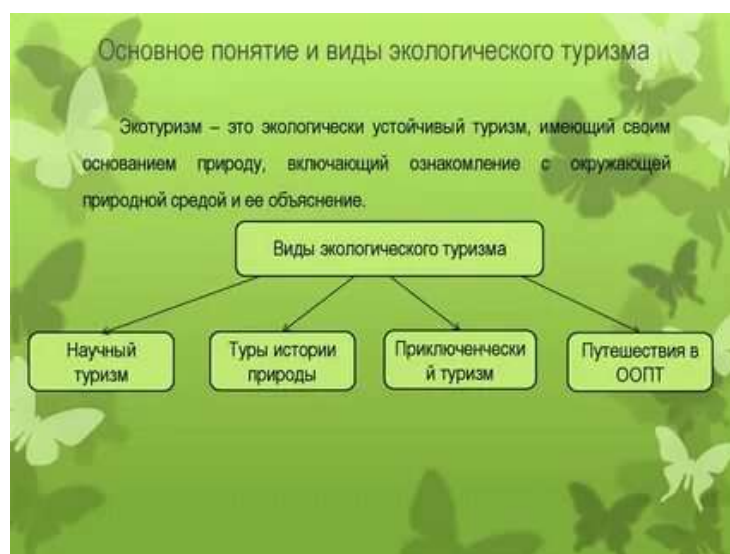 Основное понятие и виды экологического туризма
Экотуризм – это экологически устойчивый туризм, имеющий своим
основанием природу, включающий ознакомление с окружающей
природной средой и ее объяснение.
Виды экологического туризма
Научный
туризм
Туры истории
природы
Приключенчески
й туризм
Путешествия в
ООПТ